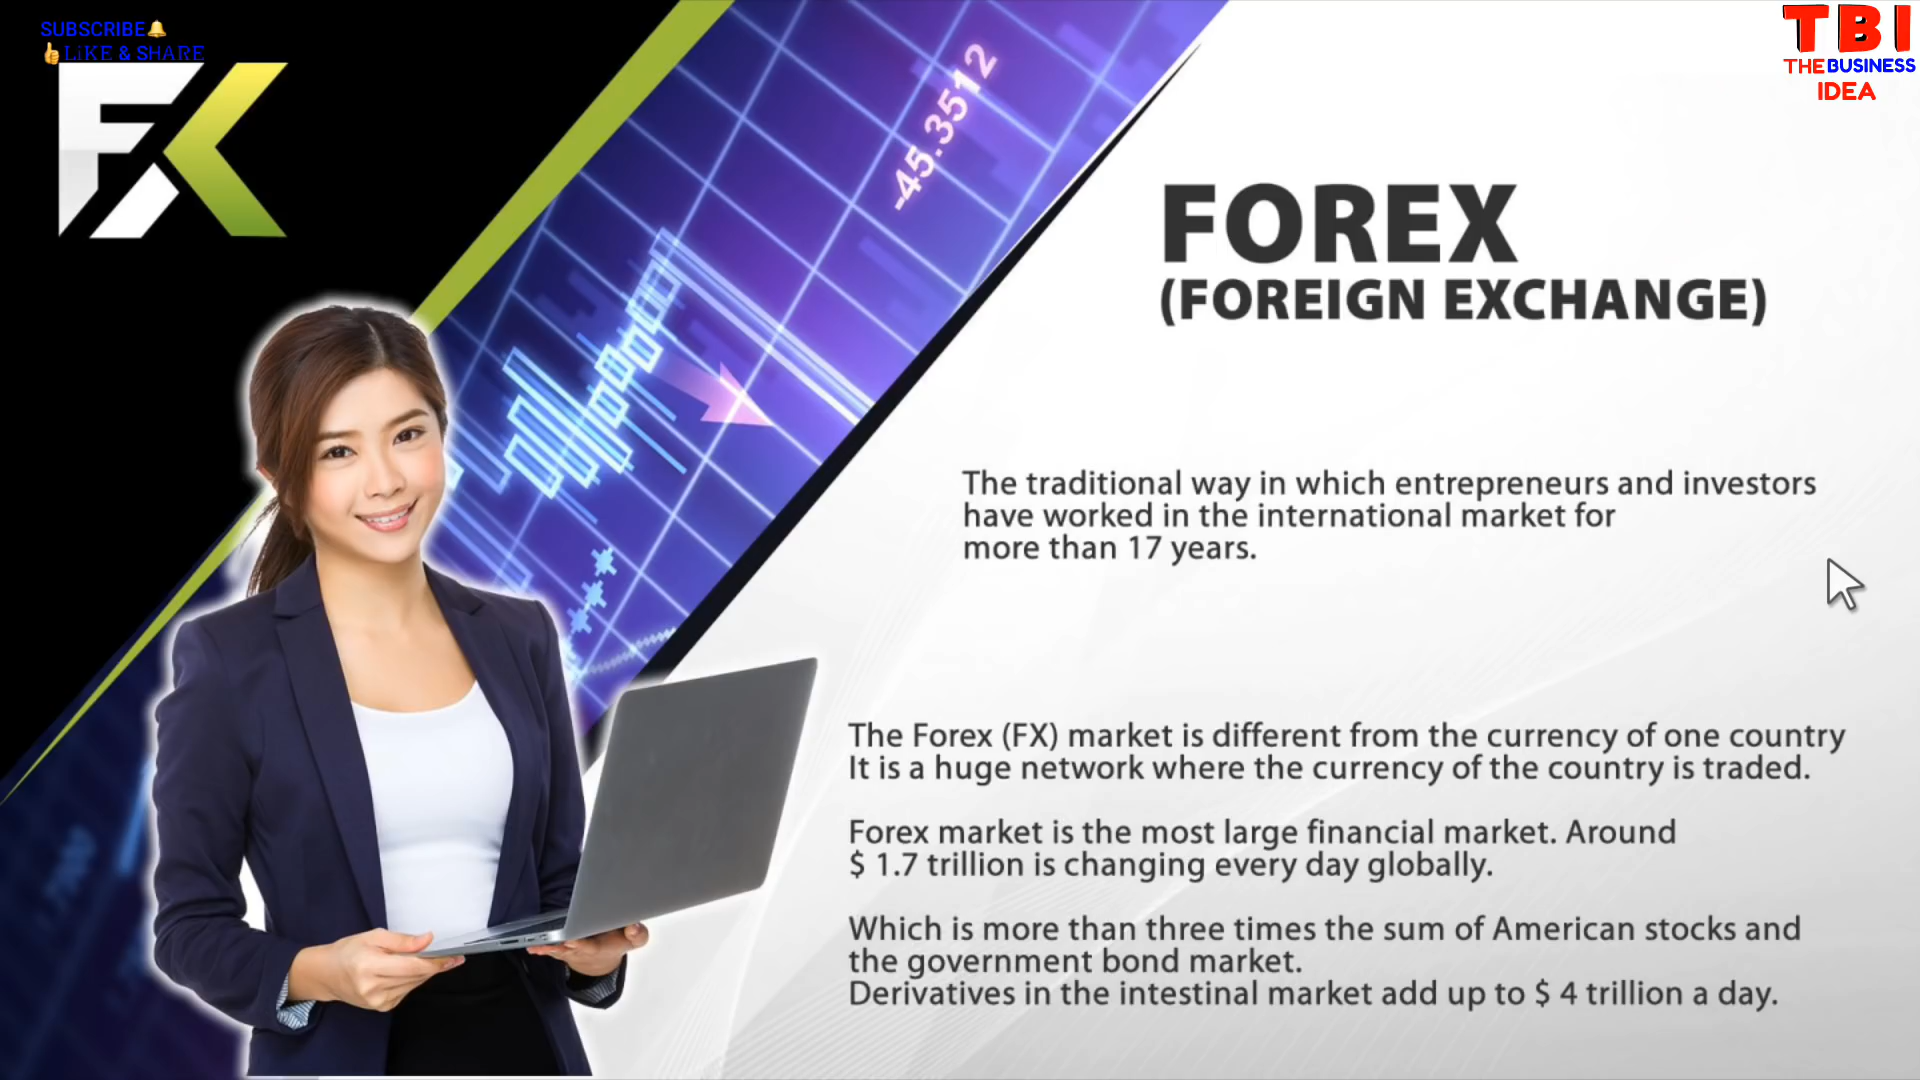 SUBSCRIBE🔔
👍LiKE & SHARE
FX
TBI
THE BUSINESS
IDEA
-45.3512
FOREX
(FOREIGN EXCHANGE)
The traditional way in which entrepreneurs and investors
have worked in the international market for
more than 17 years.
The Forex (FX) market is different from the currency of one country
It is a huge network where the currency of the country is traded.
Forex market is the most large financial market. Around
$ 1.7 trillion is changing every day globally.
Which is more than three times the sum of American stocks and
the government bond market.
Derivatives in the intestinal market add up to $ 4 trillion a day.